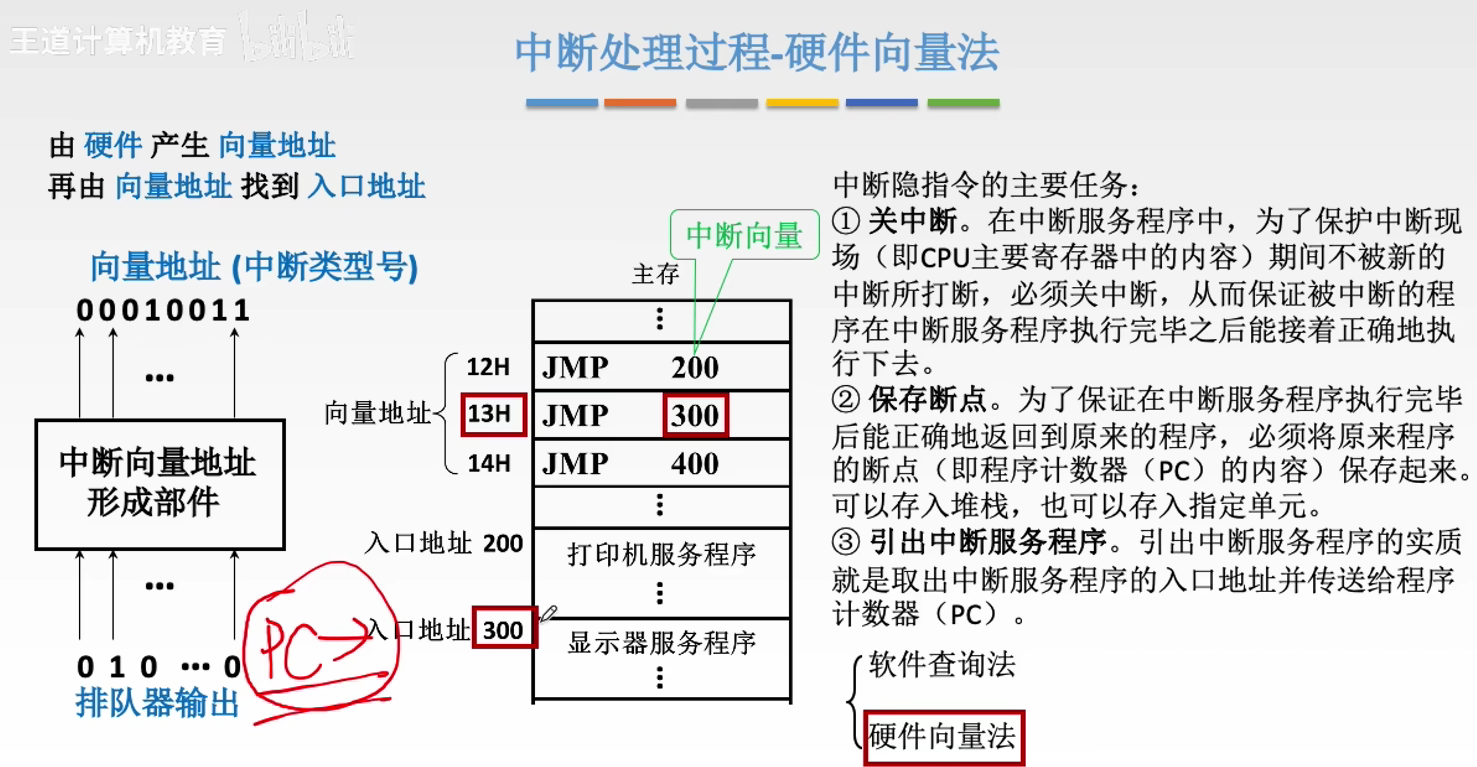 王道计算机教育 bilibili
中断处理过程-硬件向量法
由 硬件 产生 向量地址
再由 向量地址 找到 入口地址
向量地址 (中断类型号)
00010011
...
中断向量地址
形成部件
...
0 1 0 ... 0
排队器输出
PC→
中断向量
主存
⋮
向量地址
12H JMP 200
13H JMP 300
14H JMP 400
⋮
入口地址 200 打印机服务程序
⋮
入口地址 300 显示器服务程序
⋮
中断隐指令的主要任务：
① 关中断。在中断服务程序中，为了保护中断现
场（即CPU主要寄存器中的内容）期间不被新的
中断所打断，必须关中断，从而保证被中断的程
序在中断服务程序执行完毕之后能接着正确地执
行下去。
② 保存断点。为了保证在中断服务程序执行完毕
后能正确地返回到原来的程序，必须将原来程序
的断点（即程序计数器（PC）的内容）保存起来。
可以存入堆栈，也可以存入指定单元。
③ 引出中断服务程序。引出中断服务程序的实质
就是取出中断服务程序的入口地址并传送给程序
计数器（PC）。
软件查询法
硬件向量法